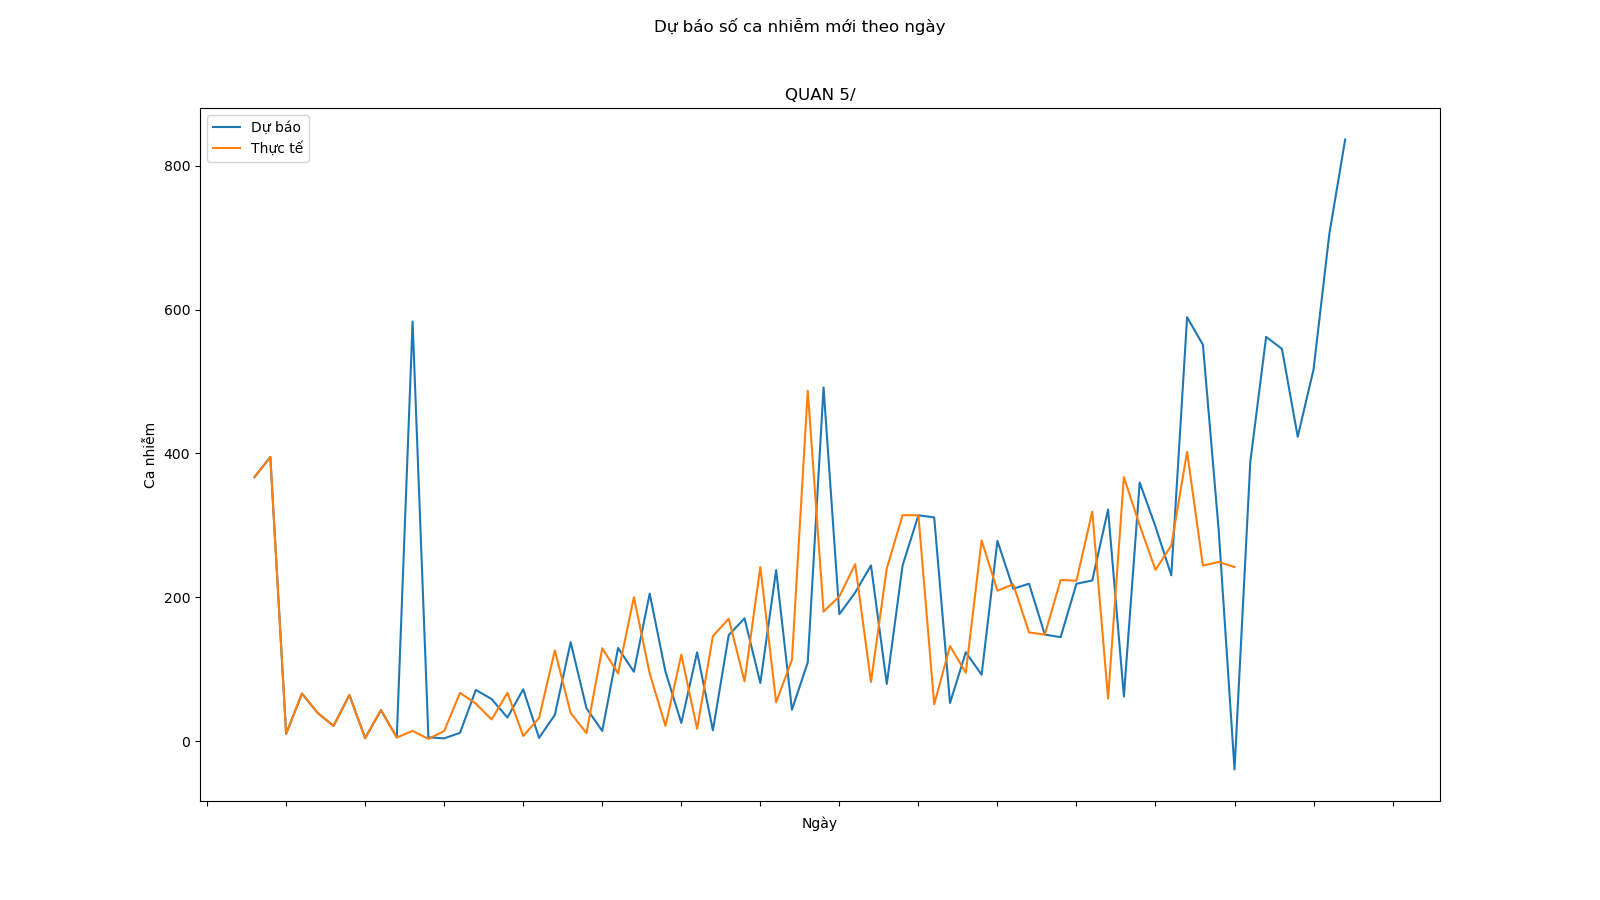 Dự báo số ca nhiễm mới theo ngày
QUAN 5/
Dự báo
Thực tế
800
600
400
200
0
Ca nhiễm
Ngày